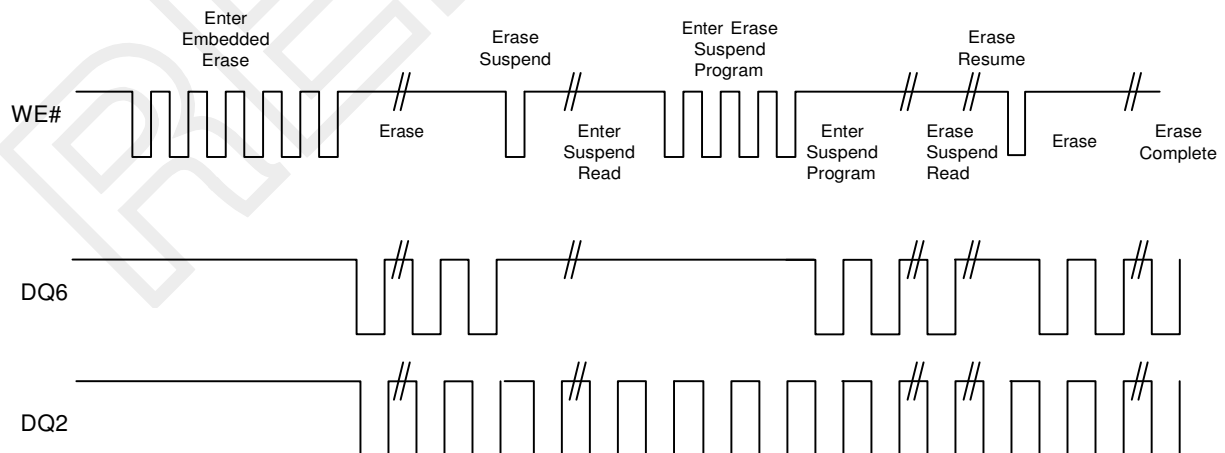 Enter
Embedded
Erase
Erase
Suspend
Enter Erase
Suspend
Program
Erase
Resume
WE#
Erase
Enter
Suspend
Read
Enter
Suspend
Program
Erase
Suspend
Read
Erase
Erase
Complete
DQ6
DQ2